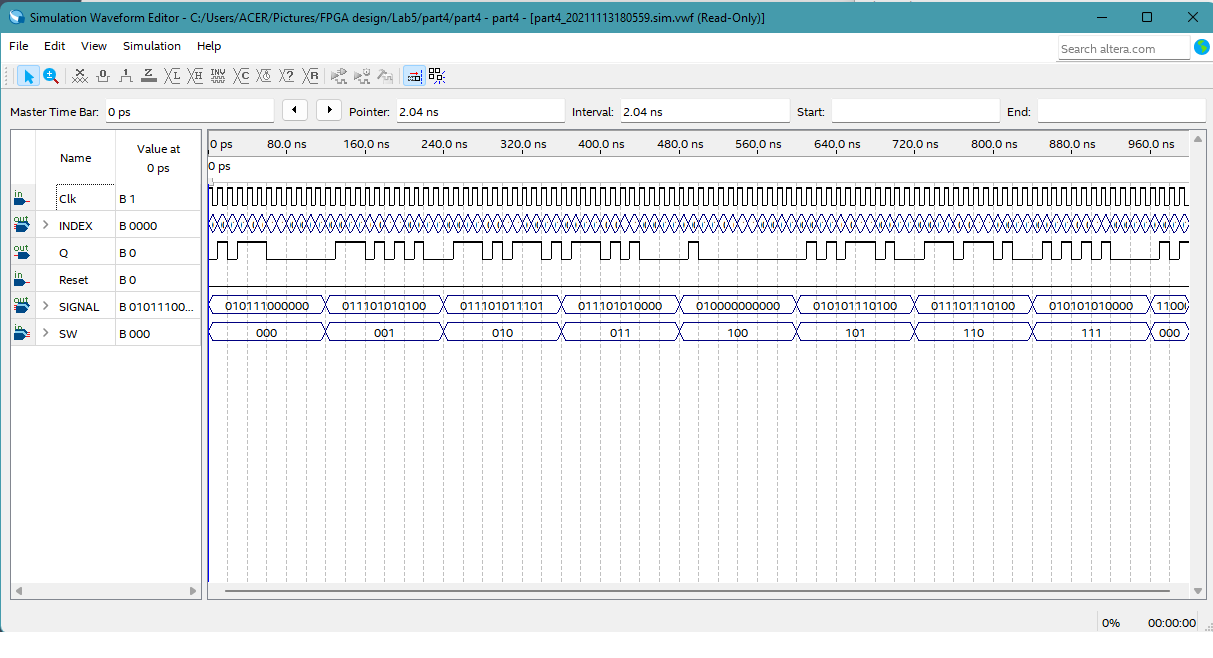 Simulation Waveform Editor - C:/Users/ACER/Pictures/FPGA design/Lab5/part4/part4 - part4 - [part4_20211113180559.sim.vwf (Read-Only)]
File Edit View Simulation Help
Search altera.com
Master Time Bar: 0 ps Pointer: 2.04 ns Interval: 2.04 ns Start: End:
Name Value at 0 ps
0 ps 80.0 ns 160.0 ns 240.0 ns 320.0 ns 400.0 ns 480.0 ns 560.0 ns 640.0 ns 720.0 ns 800.0 ns 880.0 ns 960.0 ns
0 ps
in Clk B 1
out INDEX B 0000
out Q B 0
in Reset B 0
out SIGNAL B 01011100... 010111000000 011101010100 011101011101 011101010000 010000000000 010101110100 011101110100 010101010000
in SW B 000 000 001 010 011 100 101 110 111 000
0% 00:00:00